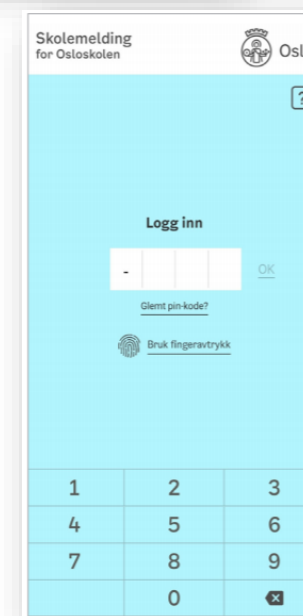 Skolemelding
for Osloskolen
Osl
?
Logg inn
-
OK
Glemt pin-kode?
Bruk fingeravtrykk
1 2 3
4 5 6
7 8 9
0